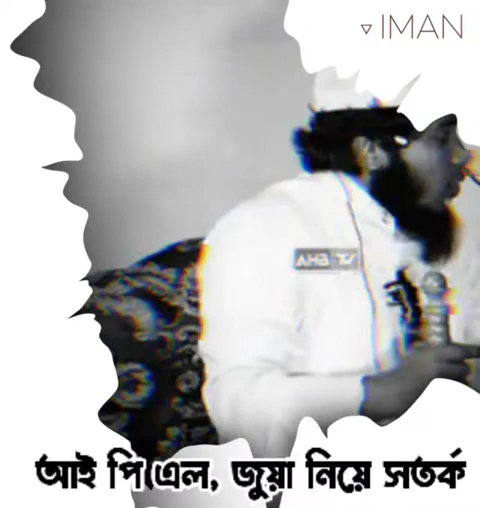 ▿ IMAN
AHB TV
আই পি এল, জুয়া নিয়ে সতর্ক